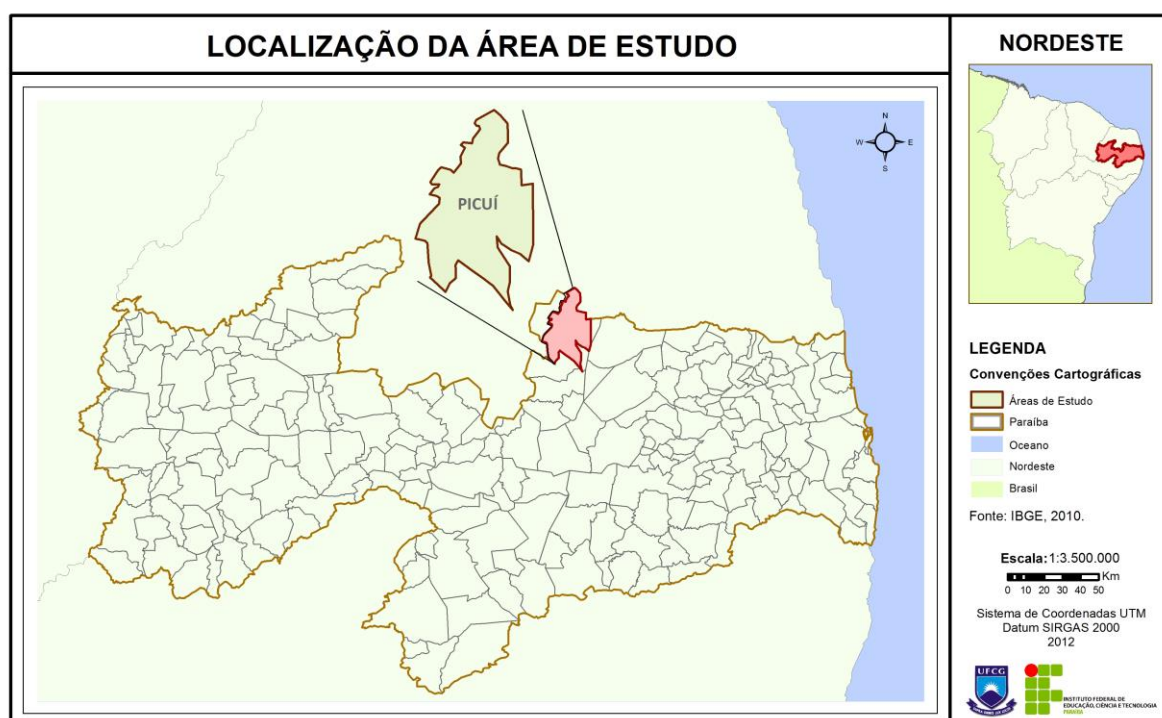 LOCALIZAÇÃO DA ÁREA DE ESTUDO
PICUÍ
N
W
E
S
NORDESTE
LEGENDA
Convenções Cartográficas
Áreas de Estudo
Paraíba
Oceano
Nordeste
Brasil
Fonte: IBGE, 2010.
Escala: 1:3.500.000
Km
0 10 20 30 40 50
Sistema de Coordenadas UTM
Datum SIRGAS 2000
2012
UFCG
INSTITUTO FEDERAL DE
EDUCAÇÃO, CIÊNCIA E TECNOLOGIA
PARAÍBA